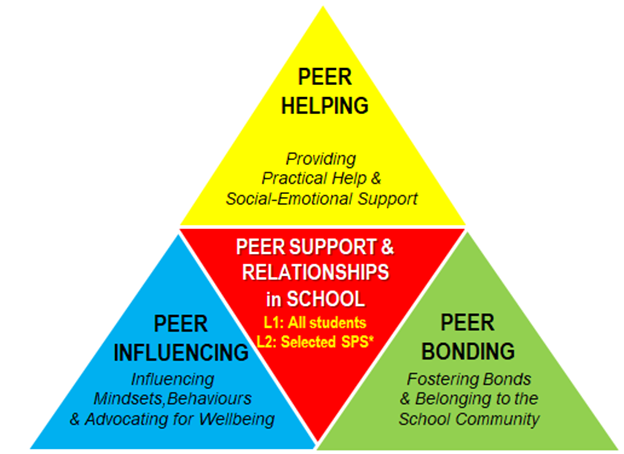 PEER
HELPING
Providing
Practical Help &
Social-Emotional Support
PEER SUPPORT &
RELATIONSHIPS
in SCHOOL
L1: All students
L2: Selected SPS*
PEER
INFLUENCING
Influencing
Mindsets,Behaviours
& Advocating for Wellbeing
PEER
BONDING
Fostering Bonds
& Belonging to the
School Community